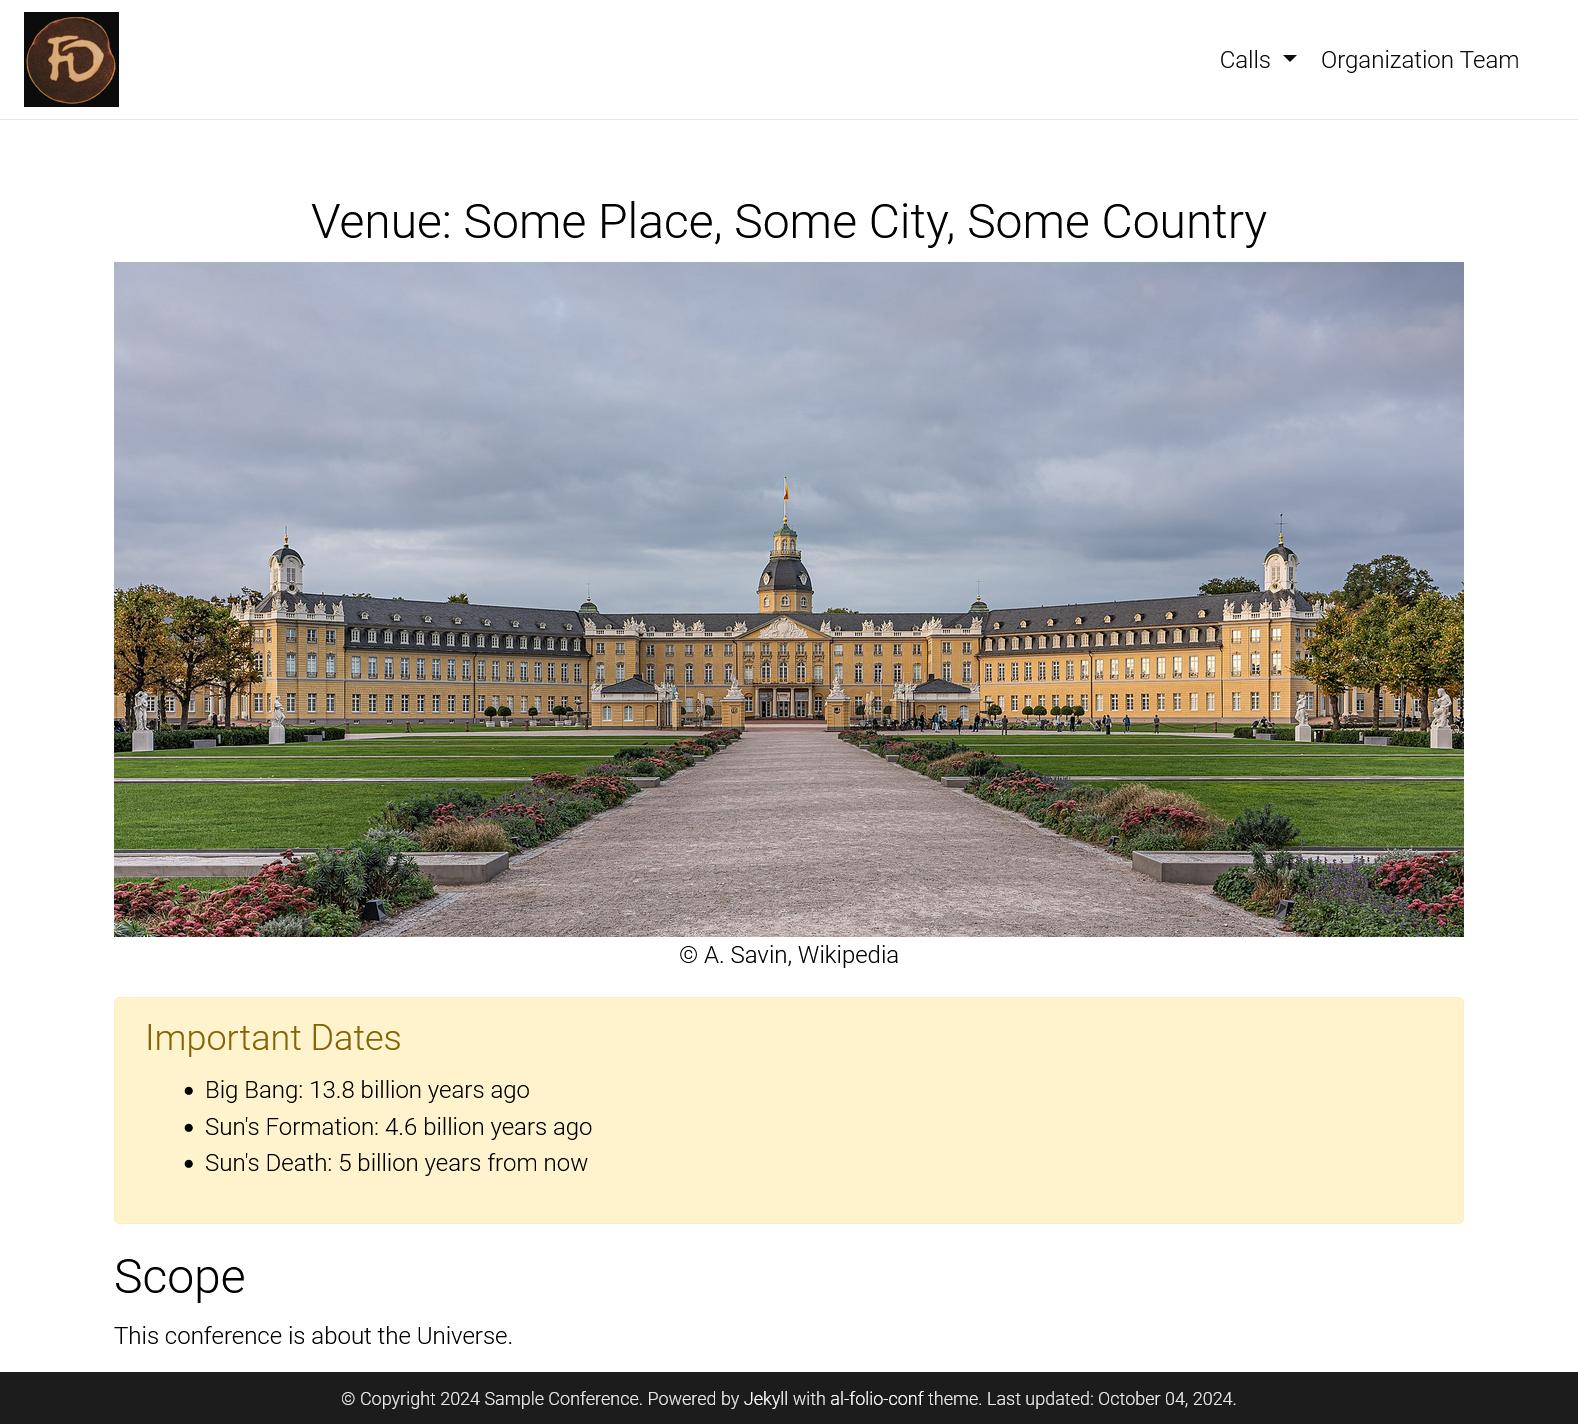 FD
Calls
Organization Team
Venue: Some Place, Some City, Some Country
© A. Savin, Wikipedia
Important Dates
Big Bang: 13.8 billion years ago
Sun's Formation: 4.6 billion years ago
Sun's Death: 5 billion years from now
Scope
This conference is about the Universe.
© Copyright 2024 Sample Conference. Powered by Jekyll with al-folio-conf theme. Last updated: October 04, 2024.